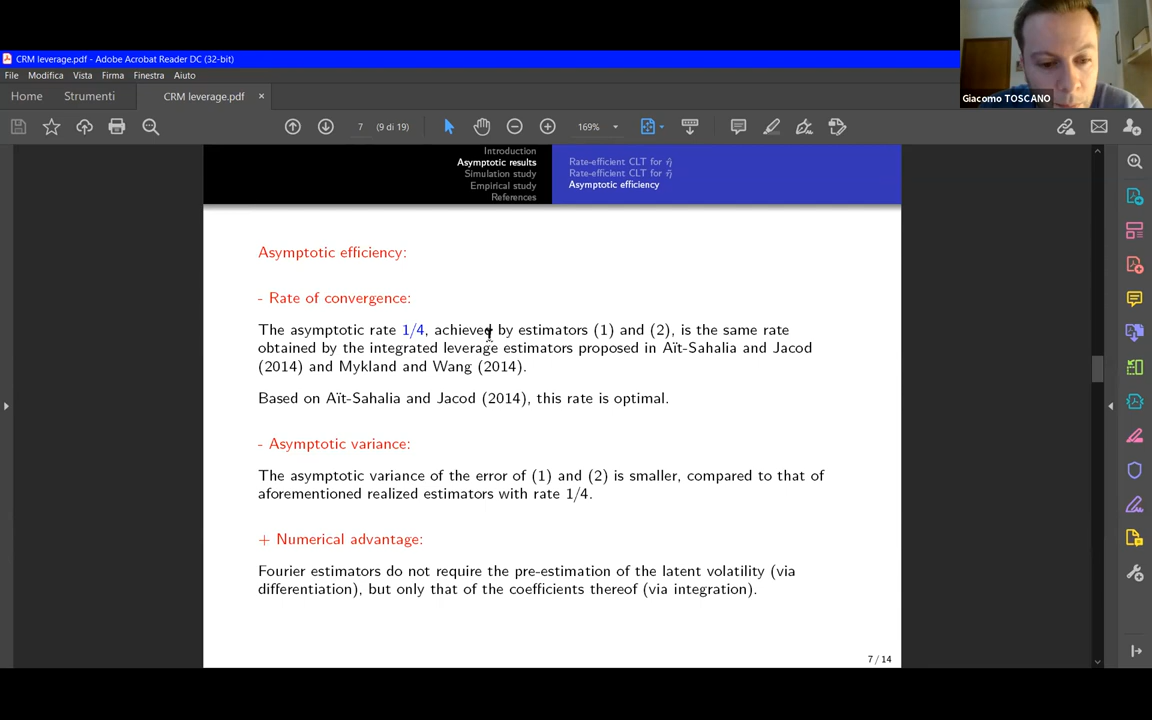 CRM leverage.pdf - Adobe Acrobat Reader DC (32-bit)
File Modifica Vista Firma Finestra Aiuto
Home Strumenti CRM leverage.pdf ×
7 (9 di 19) 169%
Giacomo TOSCANO
Introduction
Asymptotic results
Simulation study
Empirical study
References
Rate-efficient CLT for η̂
Rate-efficient CLT for η̃
Asymptotic efficiency
Asymptotic efficiency:
- Rate of convergence:
The asymptotic rate 1/4, achieved by estimators (1) and (2), is the same rate
obtained by the integrated leverage estimators proposed in Aït-Sahalia and Jacod
(2014) and Mykland and Wang (2014).
Based on Aït-Sahalia and Jacod (2014), this rate is optimal.
- Asymptotic variance:
The asymptotic variance of the error of (1) and (2) is smaller, compared to that of
aforementioned realized estimators with rate 1/4.
+ Numerical advantage:
Fourier estimators do not require the pre-estimation of the latent volatility (via
differentiation), but only that of the coefficients thereof (via integration).
7 / 14